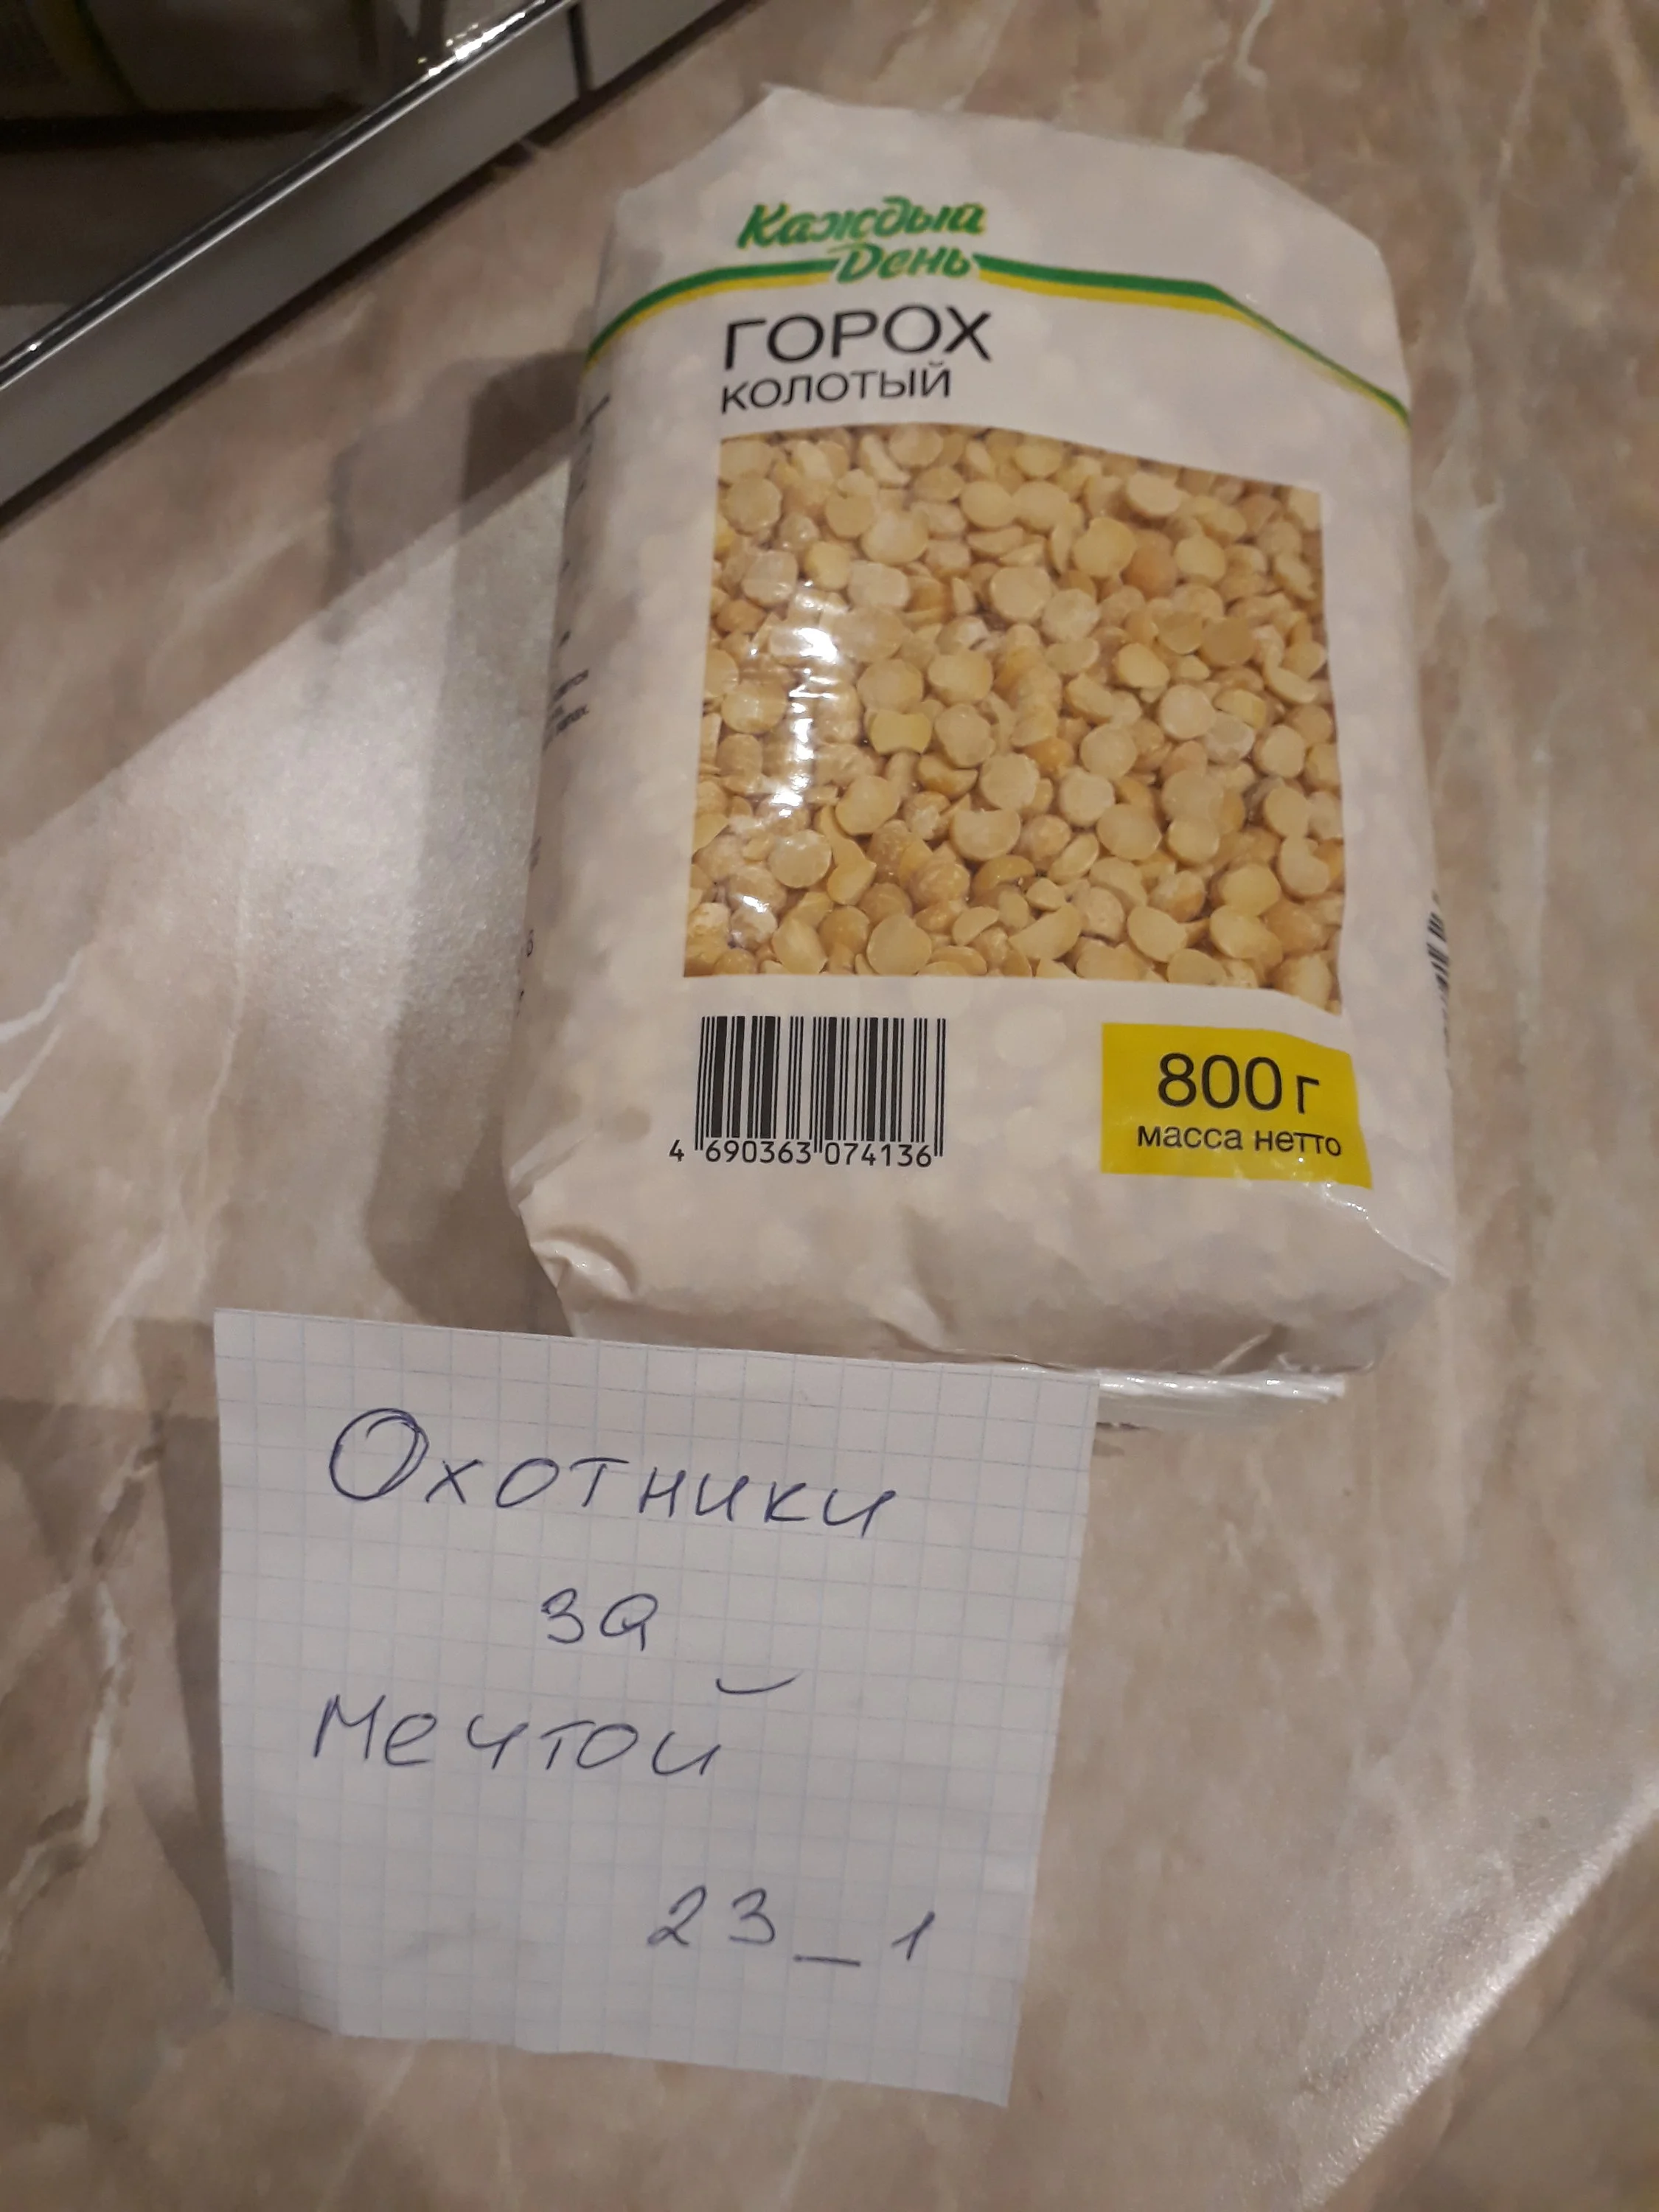 Каждый
День
ГОРОХ
КОЛОТЫЙ
4 690363 074136
800 г
масса нетто
Охотники
за
мечтой
23_1